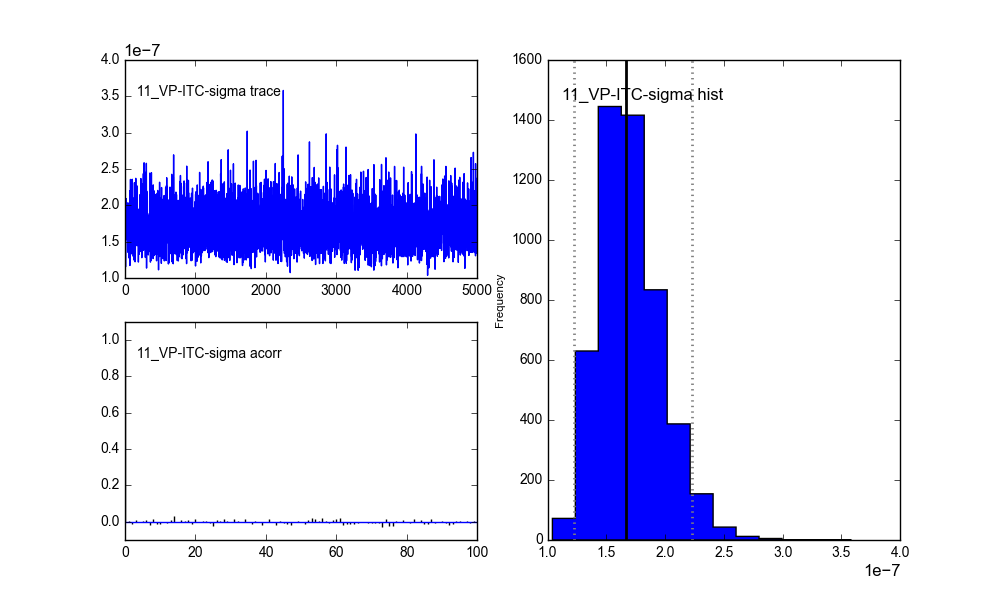 1e−7
4.0
3.5
3.0
2.5
2.0
1.5
1.0
11_VP-ITC-sigma trace
0 1000 2000 3000 4000 5000
1.0
0.8
0.6
0.4
0.2
0.0
11_VP-ITC-sigma acorr
0 20 40 60 80 100
Frequency
1600
1400
1200
1000
800
600
400
200
0
11_VP-ITC-sigma hist
1.0 1.5 2.0 2.5 3.0 3.5 4.0
1e−7